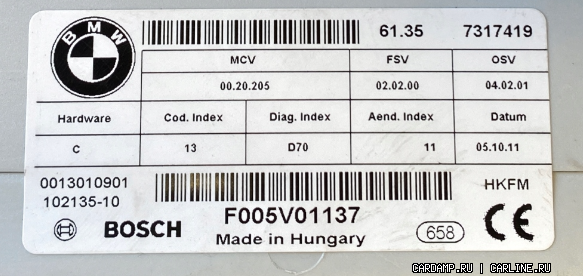 BMW
61.35 7317419
MCV FSV OSV
00.20.205 02.02.00 04.02.01
Hardware Cod. Index Diag. Index Aend. Index Datum
C 13 D70 11 05.10.11
0013010901 HKFM
102135-10
F005V01137
BOSCH Made in Hungary 658 CE
CARDAMP.RU | CARLINE.RU